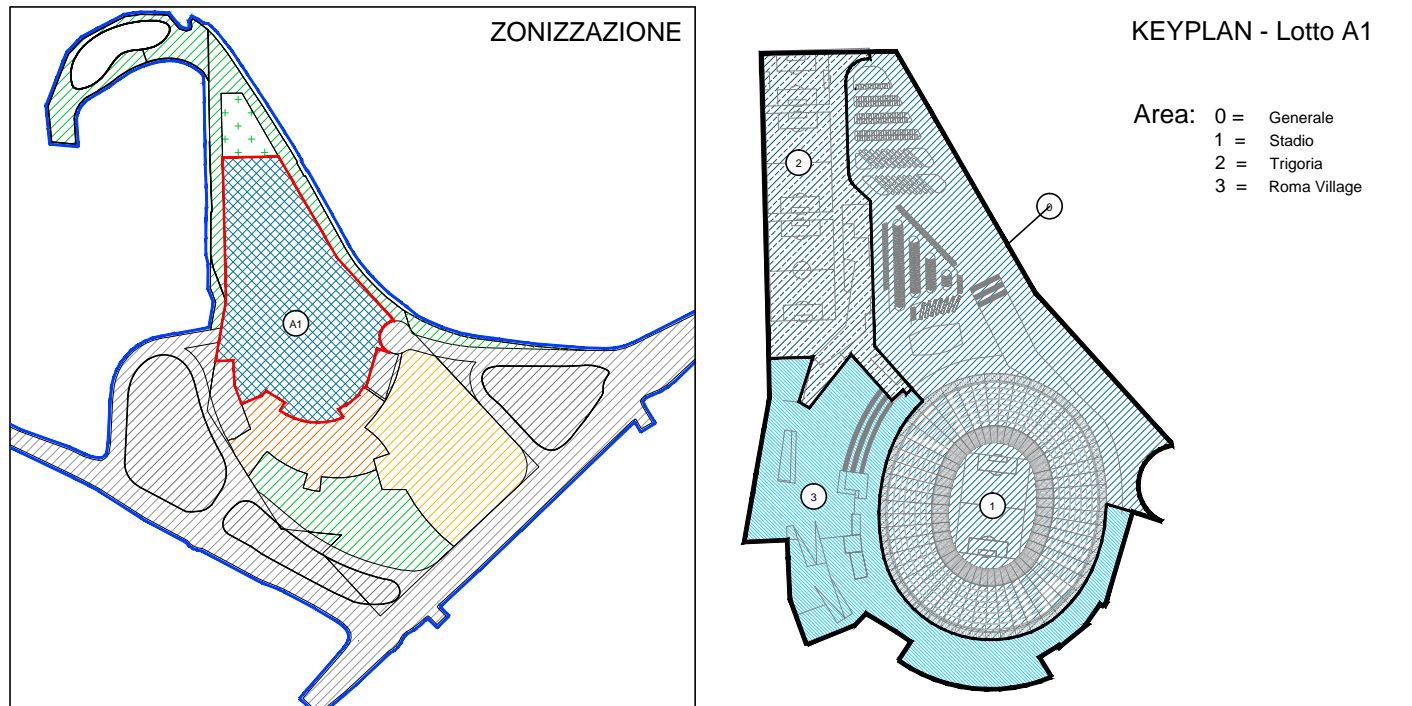 ZONIZZAZIONE
A1
KEYPLAN - Lotto A1
Area: 0 = Generale
1 = Stadio
2 = Trigoria
3 = Roma Village
2
0
3
1